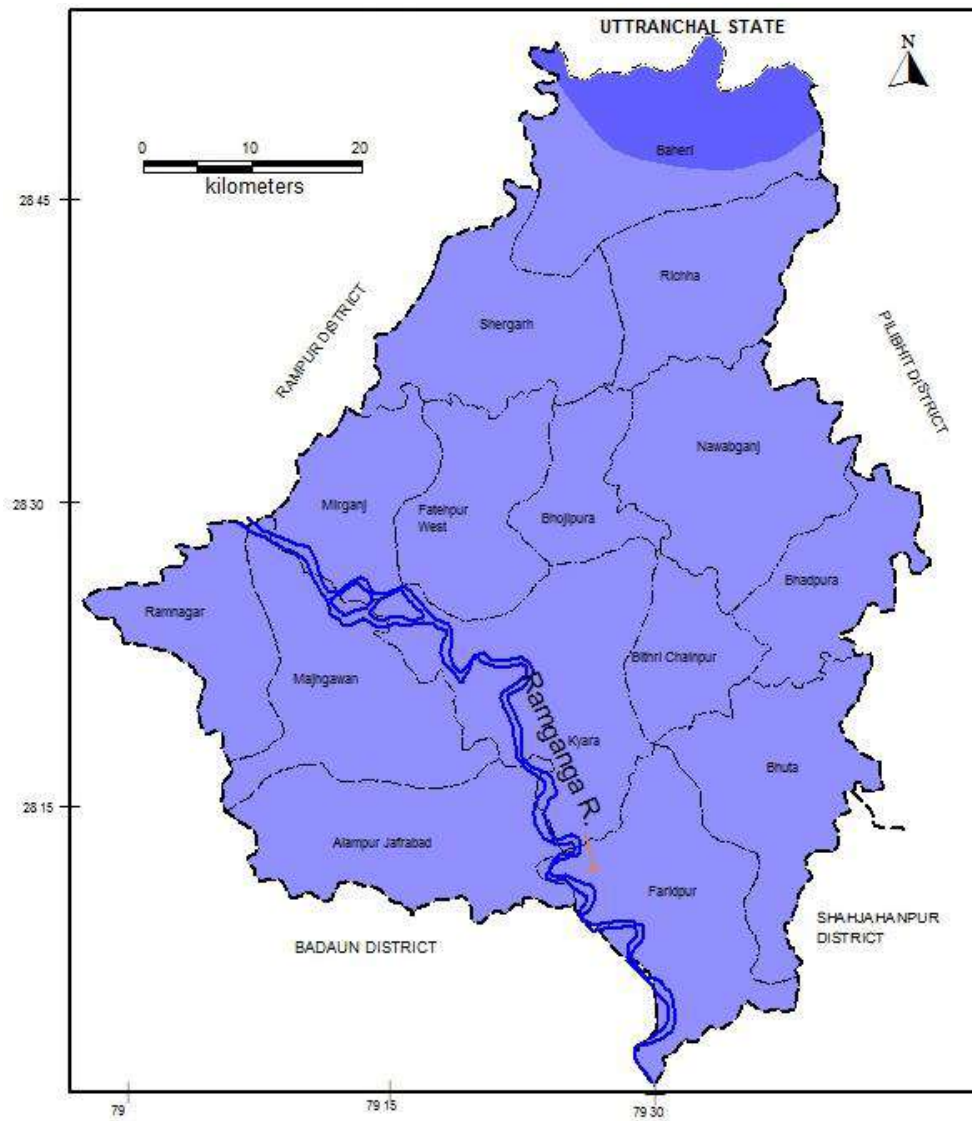 UTTRANCHAL STATE
N
0 10 20
kilometers
Baheri
28 45
Richha
RAMPUR DISTRICT
Shergarh
PILIBHIT DISTRICT
Nawabganj
28 30
Mirganj
Fatehpur
West
Bhojipura
Bhadpura
Ramnagar
Bithri Chainpur
Majhgawan
Ramganga R.
Kyara
Bhuta
28 15
Alampur Jafrabad
Faridpur
SHAHJAHANPUR
DISTRICT
BADAUN DISTRICT
79
79 15
79 30